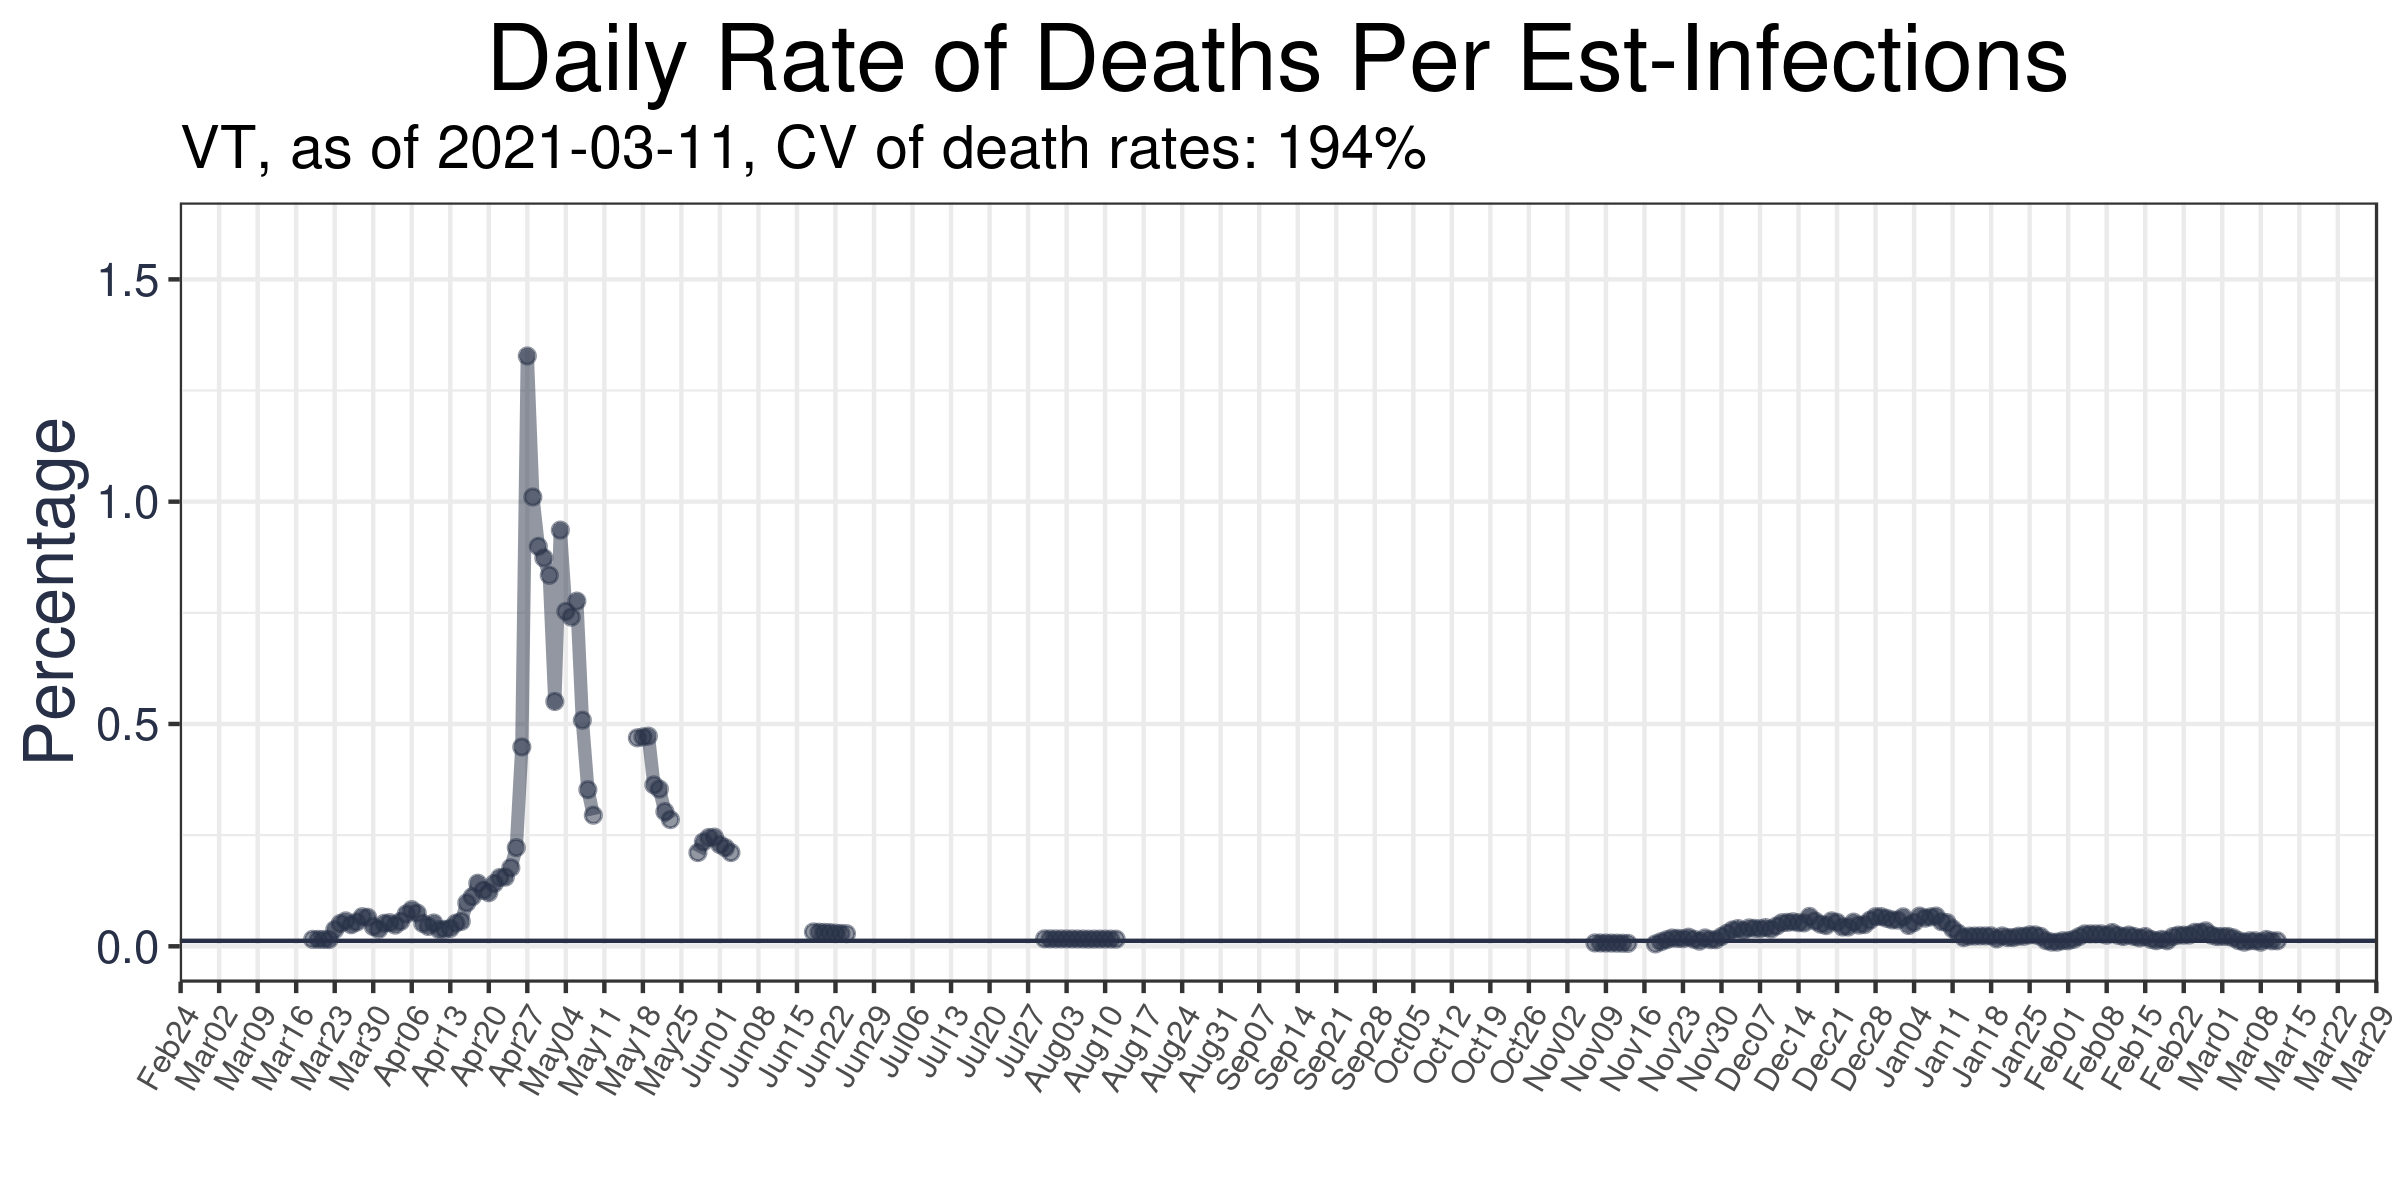 Daily Rate of Deaths Per Est-Infections
VT, as of 2021-03-11, CV of death rates: 194%
Percentage
1.5
1.0
0.5
0.0
Feb24 Mar02 Mar09 Mar16 Mar23 Mar30 Apr06 Apr13 Apr20 Apr27 May04 May11 May18 May25 Jun01 Jun08 Jun15 Jun22 Jun29 Jul06 Jul13 Jul20 Jul27 Aug03 Aug10 Aug17 Aug24 Aug31 Sep07 Sep14 Sep21 Sep28 Oct05 Oct12 Oct19 Oct26 Nov02 Nov09 Nov16 Nov23 Nov30 Dec07 Dec14 Dec21 Dec28 Jan04 Jan11 Jan18 Jan25 Feb01 Feb08 Feb15 Feb22 Mar01 Mar08 Mar15 Mar22 Mar29